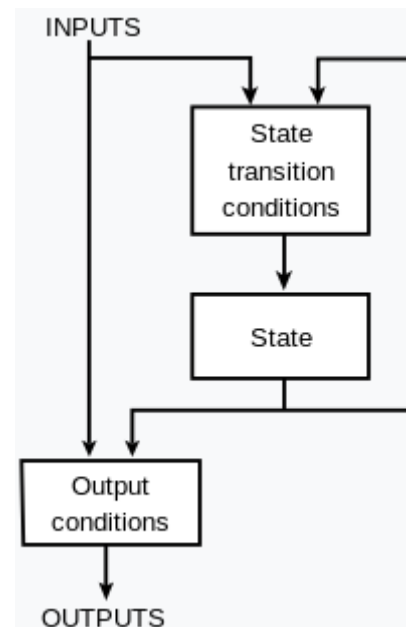 INPUTS
State
transition
conditions
State
Output
conditions
OUTPUTS